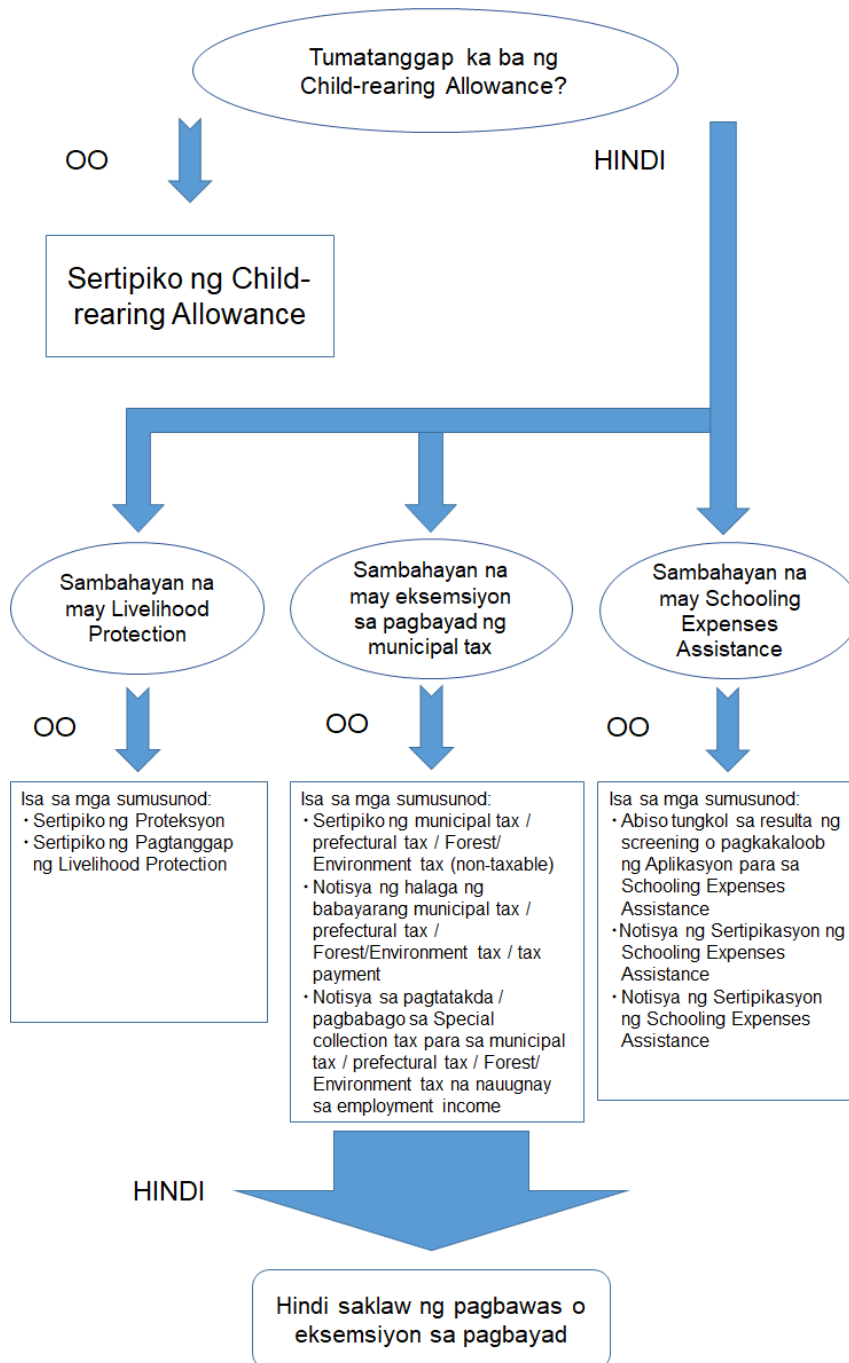 Tumatanggap ka ba ng
Child-rearing Allowance?
OO
HINDI
Sertipiko ng Child-
rearing Allowance
Sambahayan na
may Livelihood
Protection
Sambahayan na
may eksemsiyon
sa pagbayad ng
municipal tax
Sambahayan na
may Schooling
Expenses
Assistance
OO
OO
OO
Isa sa mga sumusunod:
・Sertipiko ng Proteksyon
・Sertipiko ng Pagtanggap
ng Livelihood Protection
Isa sa mga sumusunod:
・Sertipiko ng municipal tax /
prefectural tax / Forest/
Environment tax (non-taxable)
・Notisya ng halaga ng
babayarang municipal tax /
prefectural tax /
Forest/Environment tax / tax
payment
・Notisya sa pagtatakda /
pagbabago sa Special
collection tax para sa municipal
tax / prefectural tax / Forest/
Environment tax na nauugnay
sa employment income
Isa sa mga sumusunod:
・Abiso tungkol sa resulta ng
screening o pagkakaloob
ng Aplikasyon para sa
Schooling Expenses
Assistance
・Notisya ng Sertipikasyon ng
Schooling Expenses
Assistance
・Notisya ng Sertipikasyon
ng Schooling Expenses
Assistance
HINDI
Hindi saklaw ng pagbawas o
eksemsiyon sa pagbayad